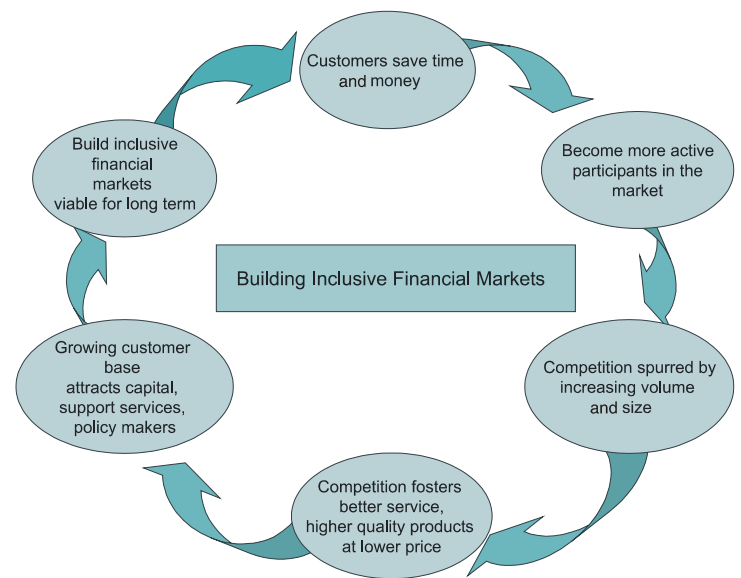 Customers save time
and money
Become more active
participants in the
market
Competition spurred by
increasing volume
and size
Competition fosters
better service,
higher quality products
at lower price
Growing customer
base
attracts capital,
support services,
policy makers
Build inclusive
financial
markets
viable for long term
Building Inclusive Financial Markets